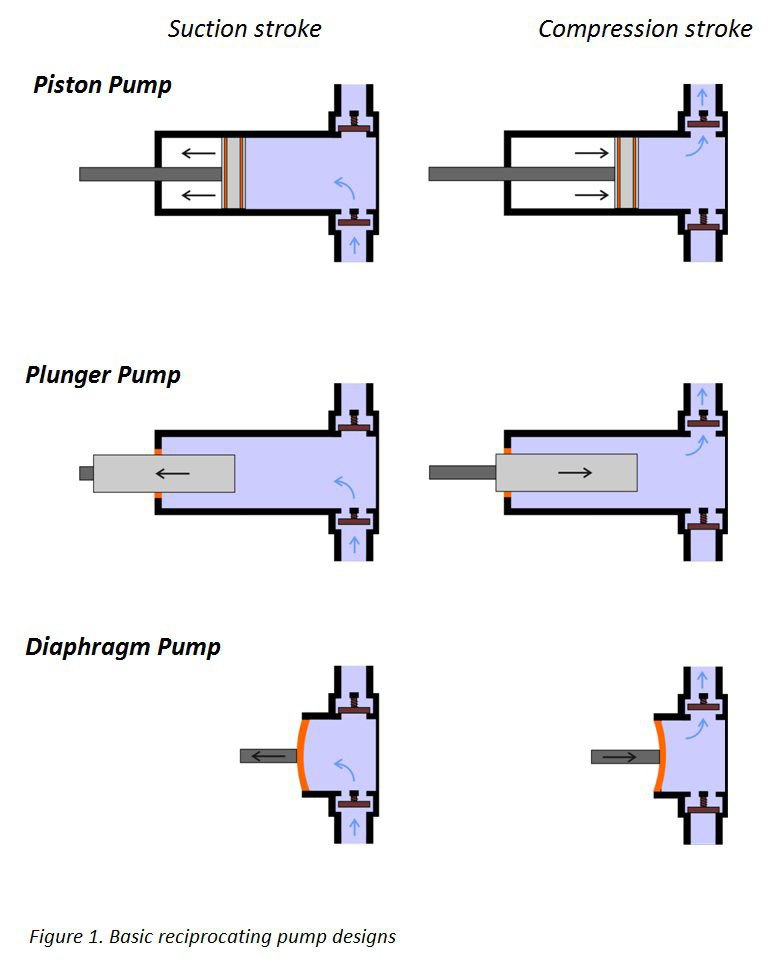 Suction stroke
Compression stroke
Piston Pump
Plunger Pump
Diaphragm Pump
Figure 1. Basic reciprocating pump designs